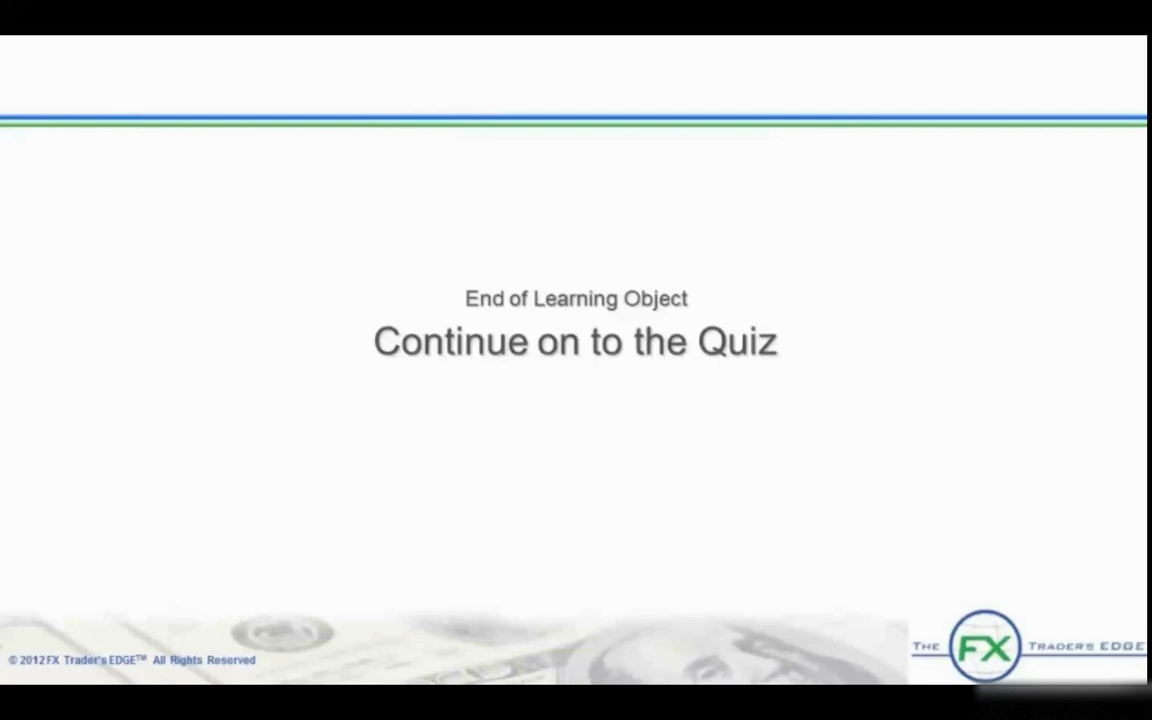 End of Learning Object
Continue on to the Quiz
© 2012 FX Trader's EDGE™ All Rights Reserved
THE FX TRADERS EDGE